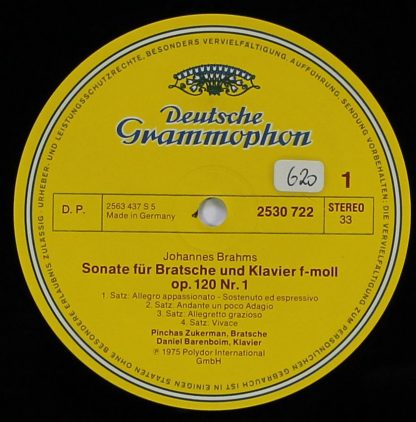 URHEBER- UND LEISTUNGSSCHUTZRECHTE, BESONDERS VERVIELFÄLTIGUNG, AUFFÜHRUNG, SENDUNG VORBEHALTEN. DIE VERVIELFÄLTIGUNG ZUM PERSÖNLICHEN GEBRAUCH IST IN EINIGEN STAATEN OHNE BESONDERE ERLAUBNIS ZULÄSSIG
Deutsche
Grammophon
620
1
D. P.
2563 437 S 5
Made in Germany
2530 722
STEREO
33
Johannes Brahms
Sonate für Bratsche und Klavier f-moll
op. 120 Nr. 1
1. Satz: Allegro appassionato - Sostenuto ed espressivo
2. Satz: Andante un poco Adagio
3. Satz: Allegretto grazioso
4. Satz: Vivace
Pinchas Zukerman, Bratsche
Daniel Barenboim, Klavier
℗ 1975 Polydor International
GmbH